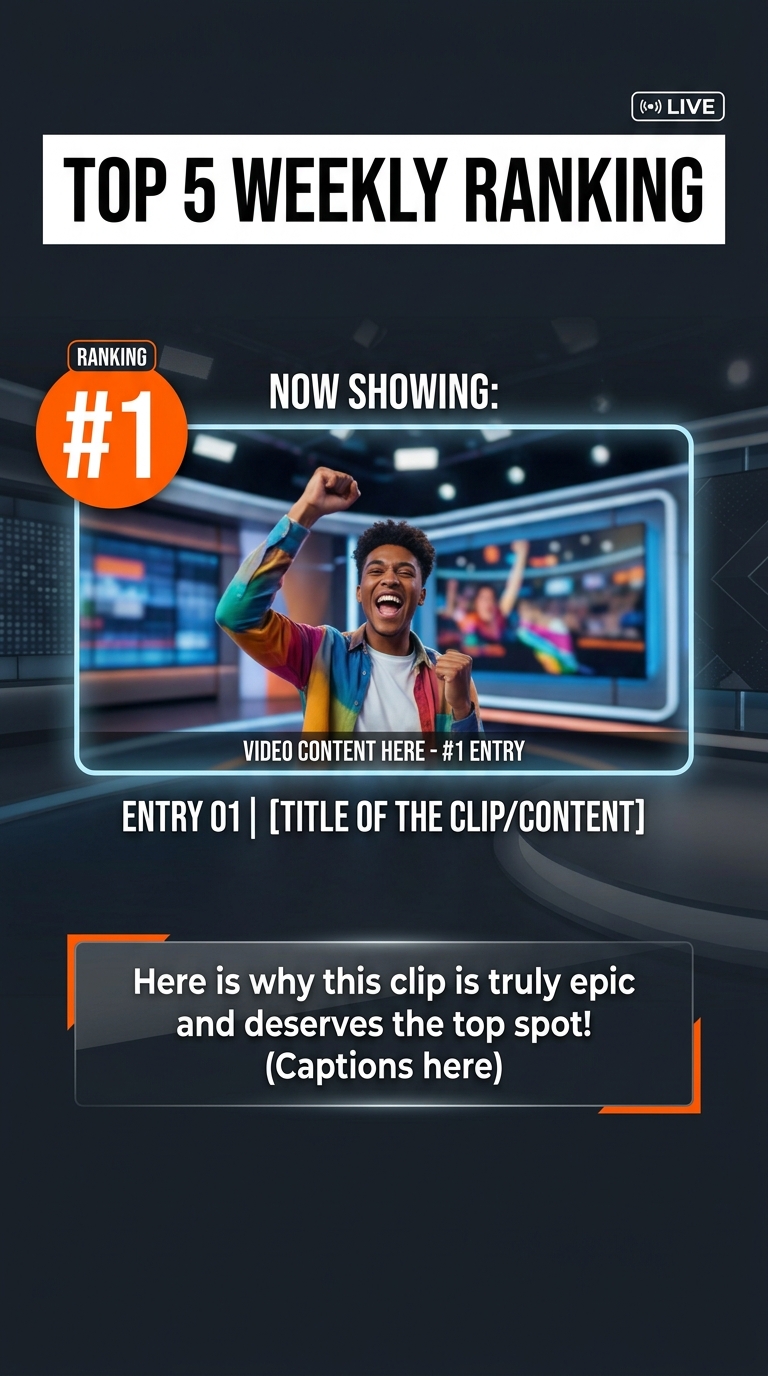 LIVE
TOP 5 WEEKLY RANKING
RANKING
#1
NOW SHOWING:
VIDEO CONTENT HERE - #1 ENTRY
ENTRY 01 | [TITLE OF THE CLIP/CONTENT]
Here is why this clip is truly epic
and deserves the top spot!
(Captions here)